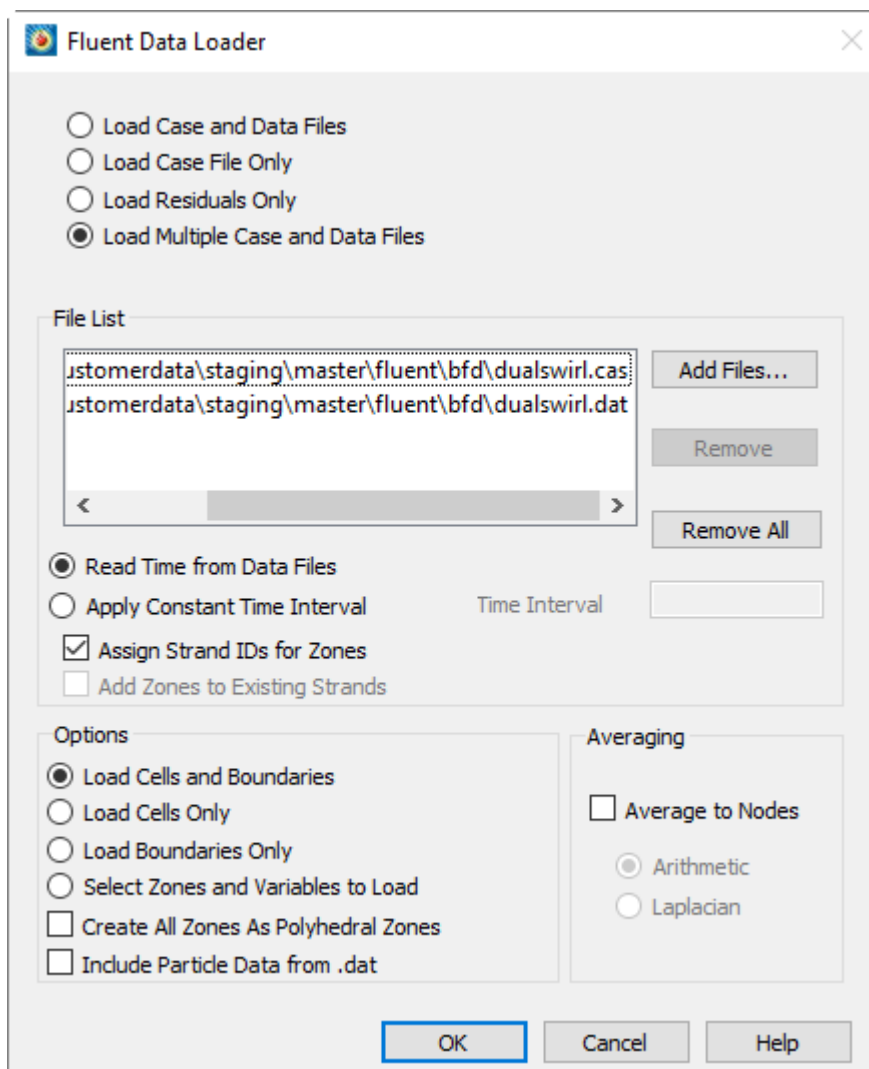 Fluent Data Loader
Load Case and Data Files
Load Case File Only
Load Residuals Only
Load Multiple Case and Data Files
File List
ustomerdata\staging\master\fluent\bfd\dualswirl.cas
ustomerdata\staging\master\fluent\bfd\dualswirl.dat
Add Files...
Remove
Remove All
Read Time from Data Files
Apply Constant Time Interval
Time Interval
Assign Strand IDs for Zones
Add Zones to Existing Strands
Options
Load Cells and Boundaries
Load Cells Only
Load Boundaries Only
Select Zones and Variables to Load
Create All Zones As Polyhedral Zones
Include Particle Data from .dat
Averaging
Average to Nodes
Arithmetic
Laplacian
OK
Cancel
Help